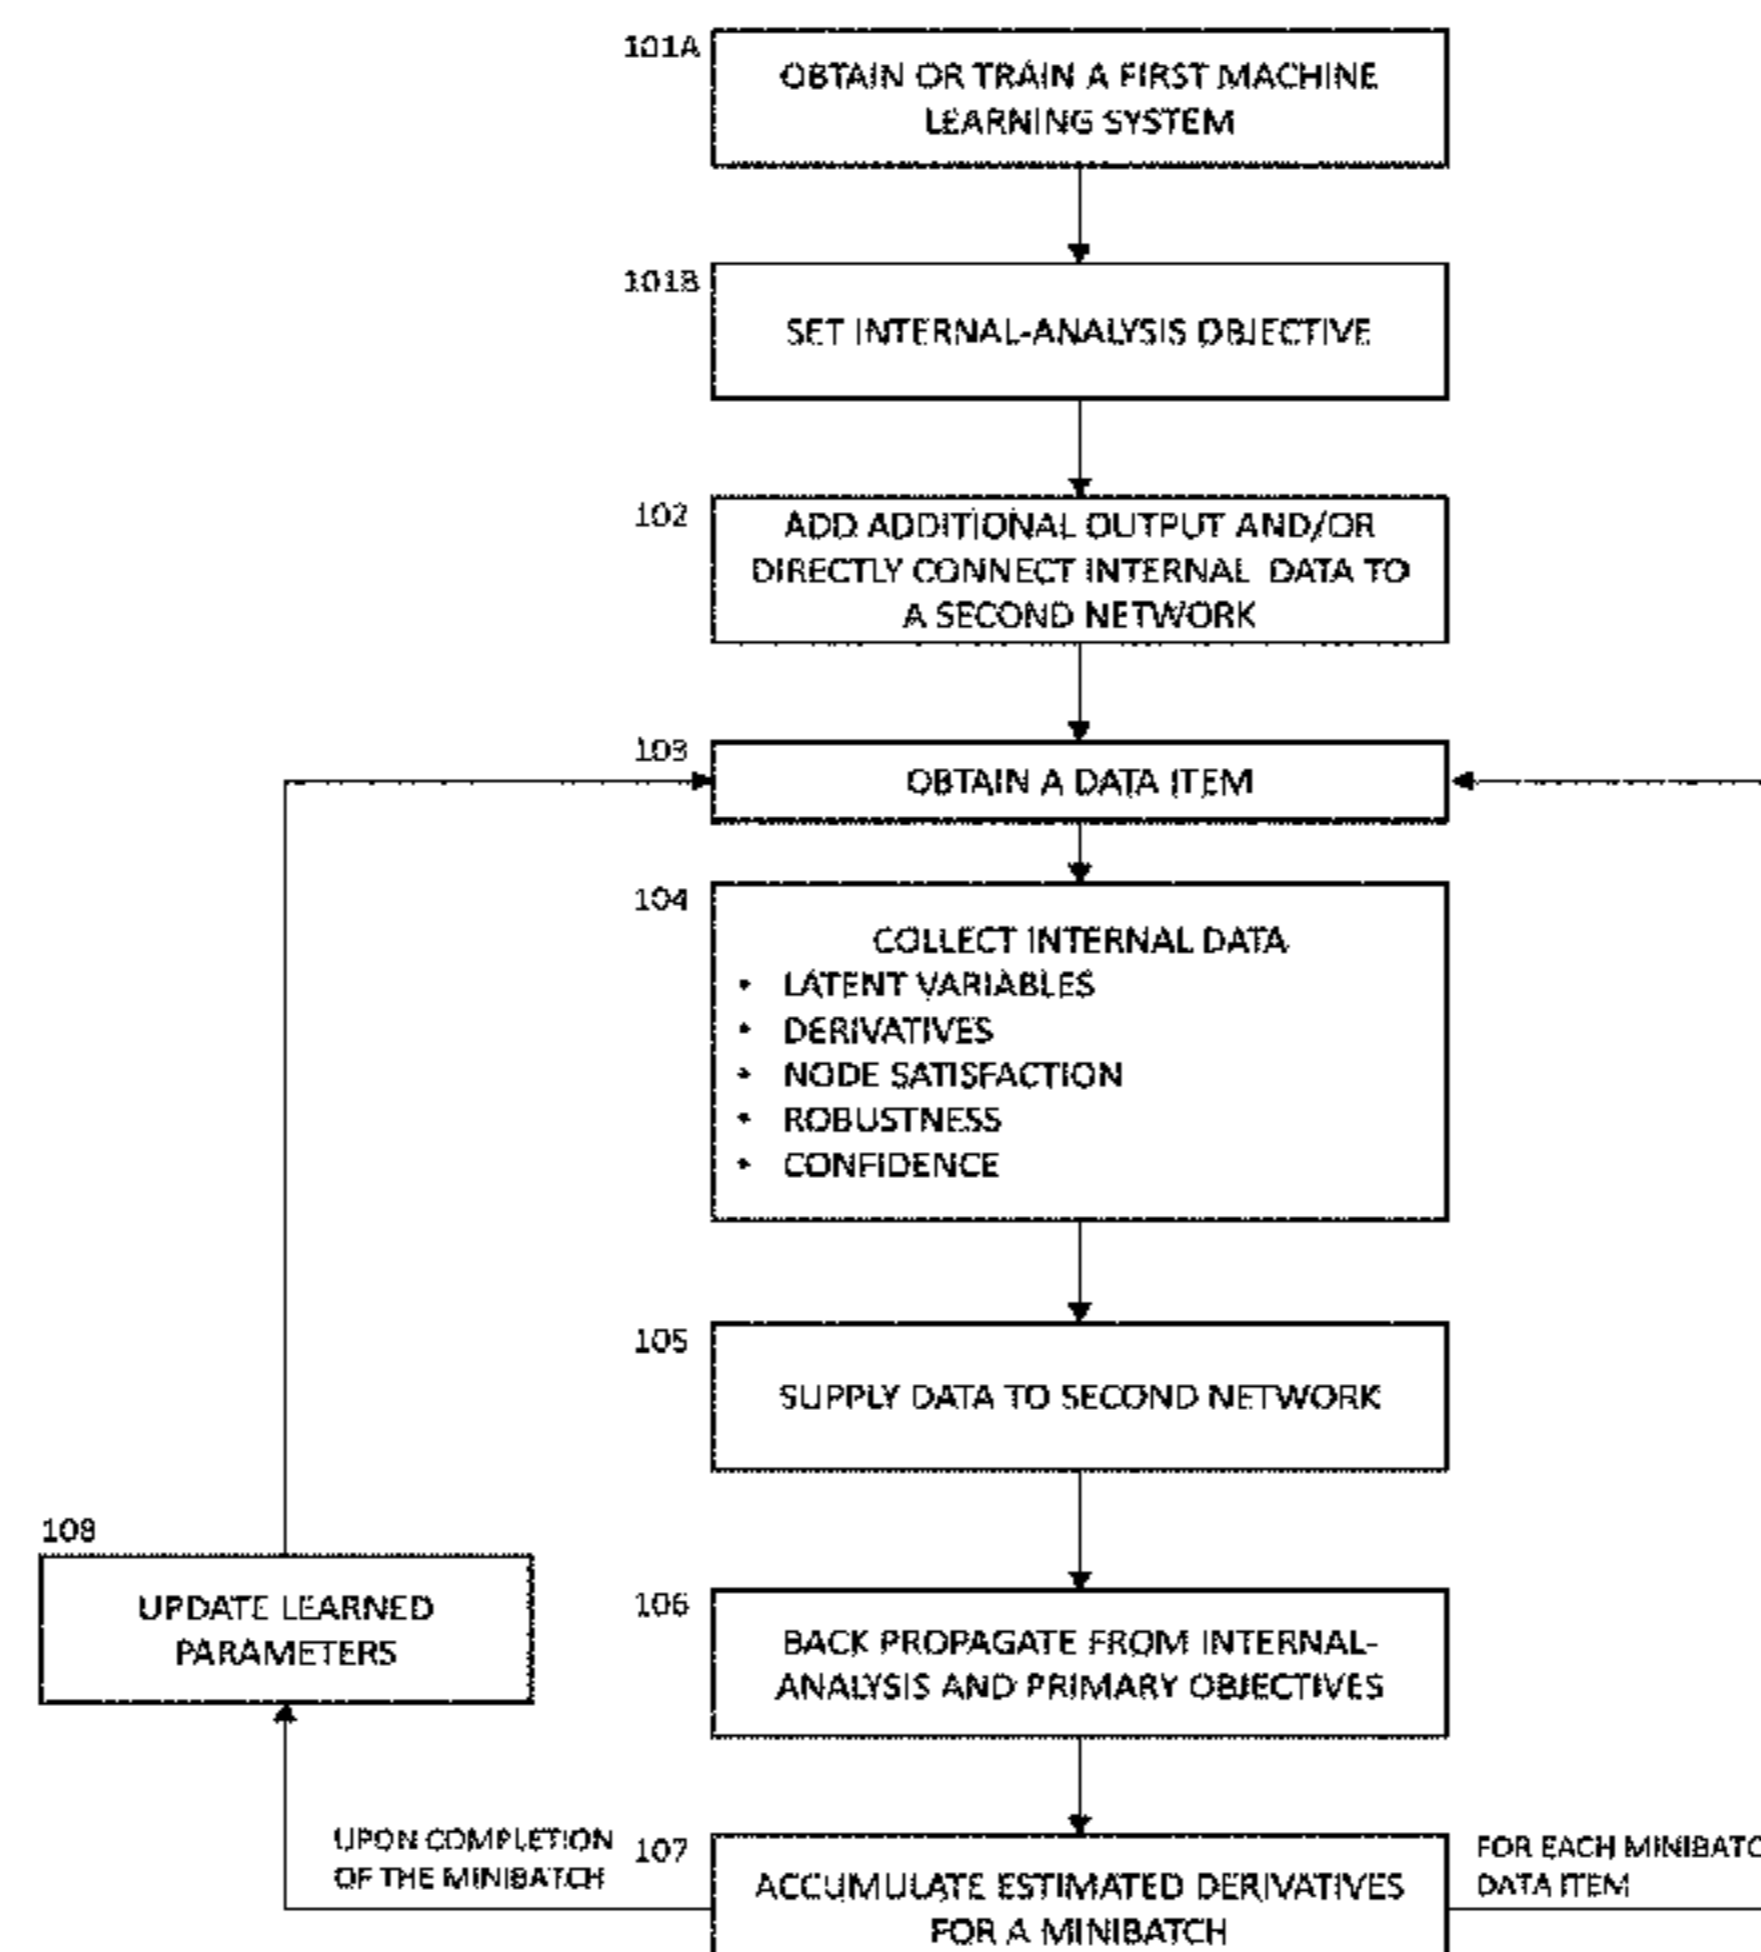 101A
OBTAIN OR TRAIN A FIRST MACHINE
LEARNING SYSTEM
101B
SET INTERNAL-ANALYSIS OBJECTIVE
102
ADD ADDITIONAL OUTPUT AND/OR
DIRECTLY CONNECT INTERNAL DATA TO
A SECOND NETWORK
103
OBTAIN A DATA ITEM
104
COLLECT INTERNAL DATA
• LATENT VARIABLES
• DERIVATIVES
• NODE SATISFACTION
• ROBUSTNESS
• CONFIDENCE
105
SUPPLY DATA TO SECOND NETWORK
108
UPDATE LEARNED
PARAMETERS
106
BACK PROPAGATE FROM INTERNAL-
ANALYSIS AND PRIMARY OBJECTIVES
UPON COMPLETION
OF THE MINIBATCH
107
ACCUMULATE ESTIMATED DERIVATIVES
FOR A MINIBATCH
FOR EACH
DATA ITEM